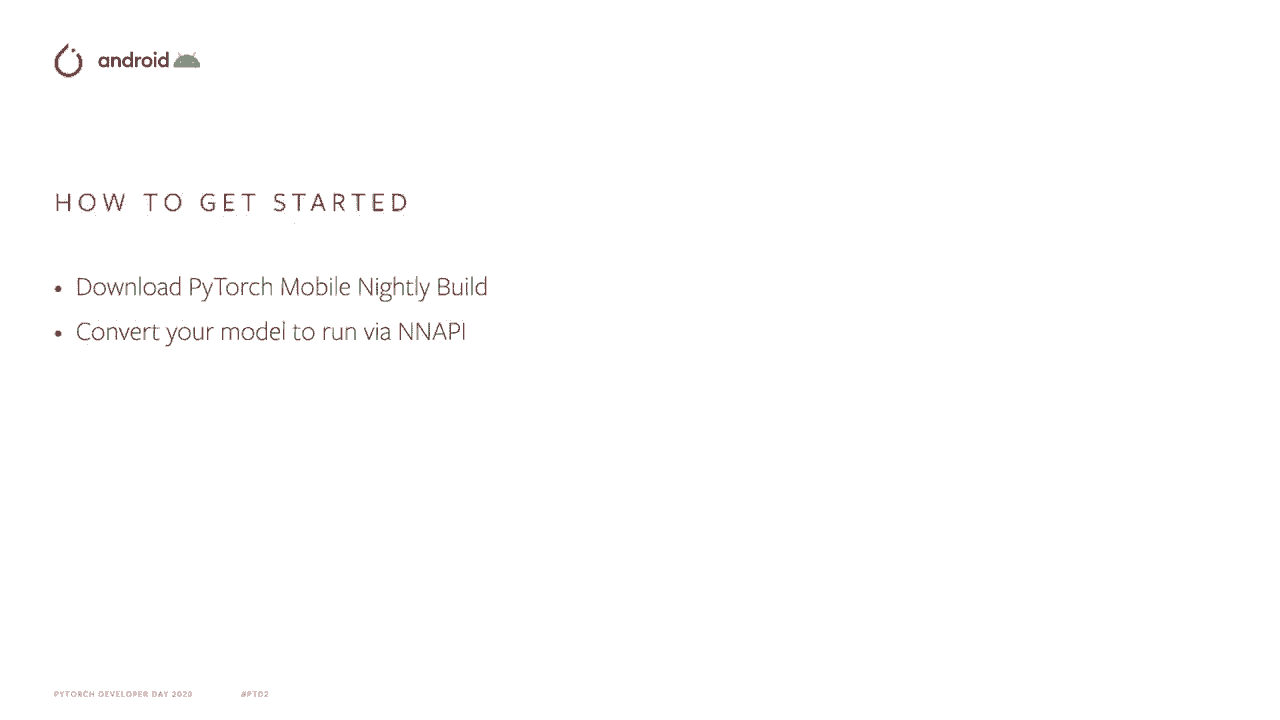 android
HOW TO GET STARTED
• Download PyTorch Mobile Nightly Build
• Convert your model to run via NNAPI
PYTORCH DEVELOPER DAY 2020 #PTD2